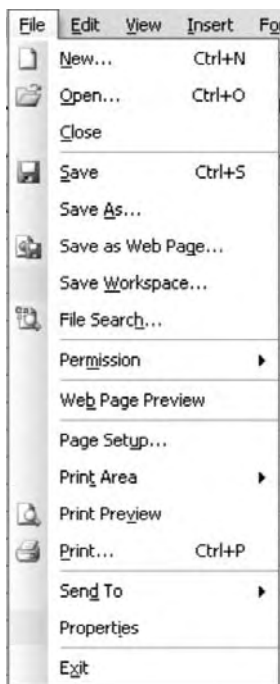 File Edit View Insert Fo
New... Ctrl+N
Open... Ctrl+O
Close
Save Ctrl+S
Save As...
Save as Web Page...
Save Workspace...
File Search...
Permission
Web Page Preview
Page Setup...
Print Area
Print Preview
Print... Ctrl+P
Send To
Properties
Exit